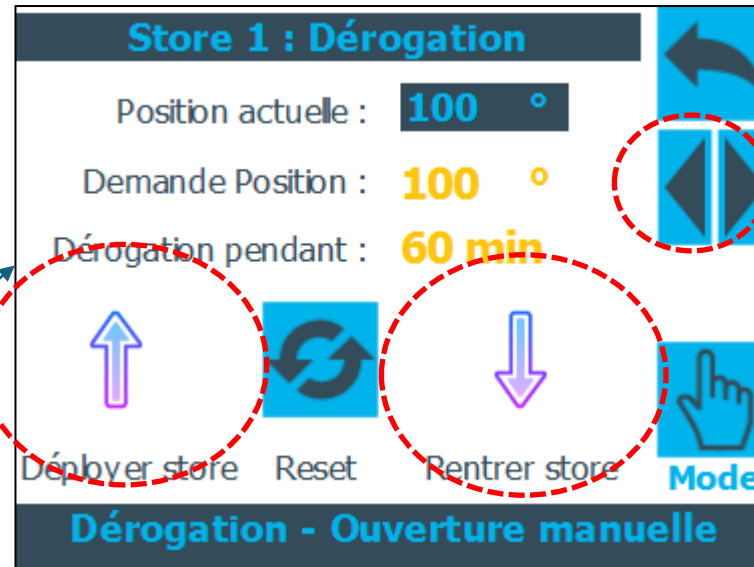 Store 1 : Dérogation
Position actuelle : 100 °
Demande Position : 100 °
Dérogation pendant : 60 min
Déployer store Reset Rentrer store Mode
Dérogation - Ouverture manuelle